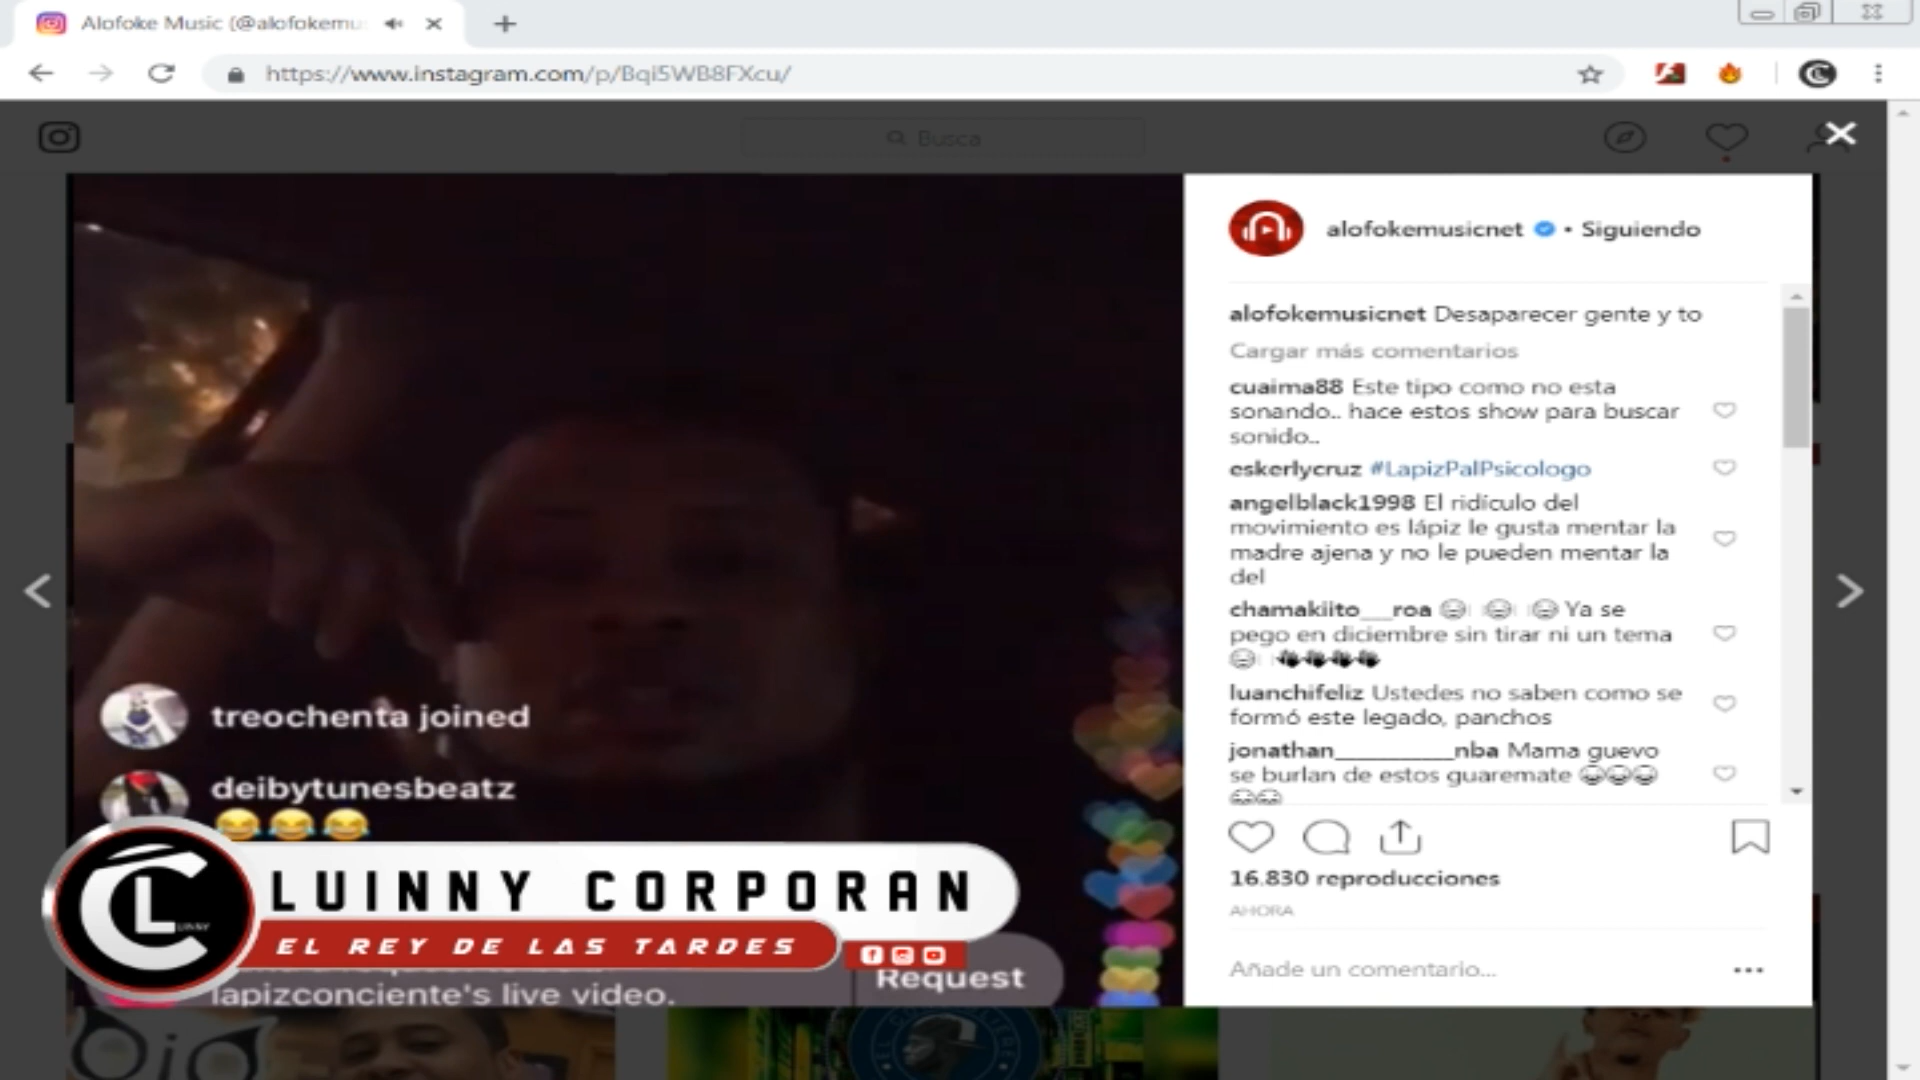 Alofoke Music (@alofokemu
https://www.instagram.com/p/Bqi5WB8FXcu/
Busca
alofokemusicnet • Siguiendo
alofokemusicnet Desaparecer gente y to
Cargar más comentarios
cuaima88 Este tipo como no esta
sonando.. hace estos show para buscar
sonido..
eskerlycruz #LapizPalPsicologo
angelblack1998 El ridículo del
movimiento es lápiz le gusta mentar la
madre ajena y no le pueden mentar la
del
chamakiito___roa 😂 😂 😂 Ya se
pego en diciembre sin tirar ni un tema
luanchifeliz Ustedes no saben como se
formó este legado, panchos
jonathan__________nba Mama guevo
se burlan de estos guaremate 😂😂😂
😂😂
16.830 reproducciones
AHORA
Añade un comentario...
treochenta joined
deibytunesbeatz
😂😂😂
LUINNY CORPORAN
EL REY DE LAS TARDES
Request
lapizconciente's live video.